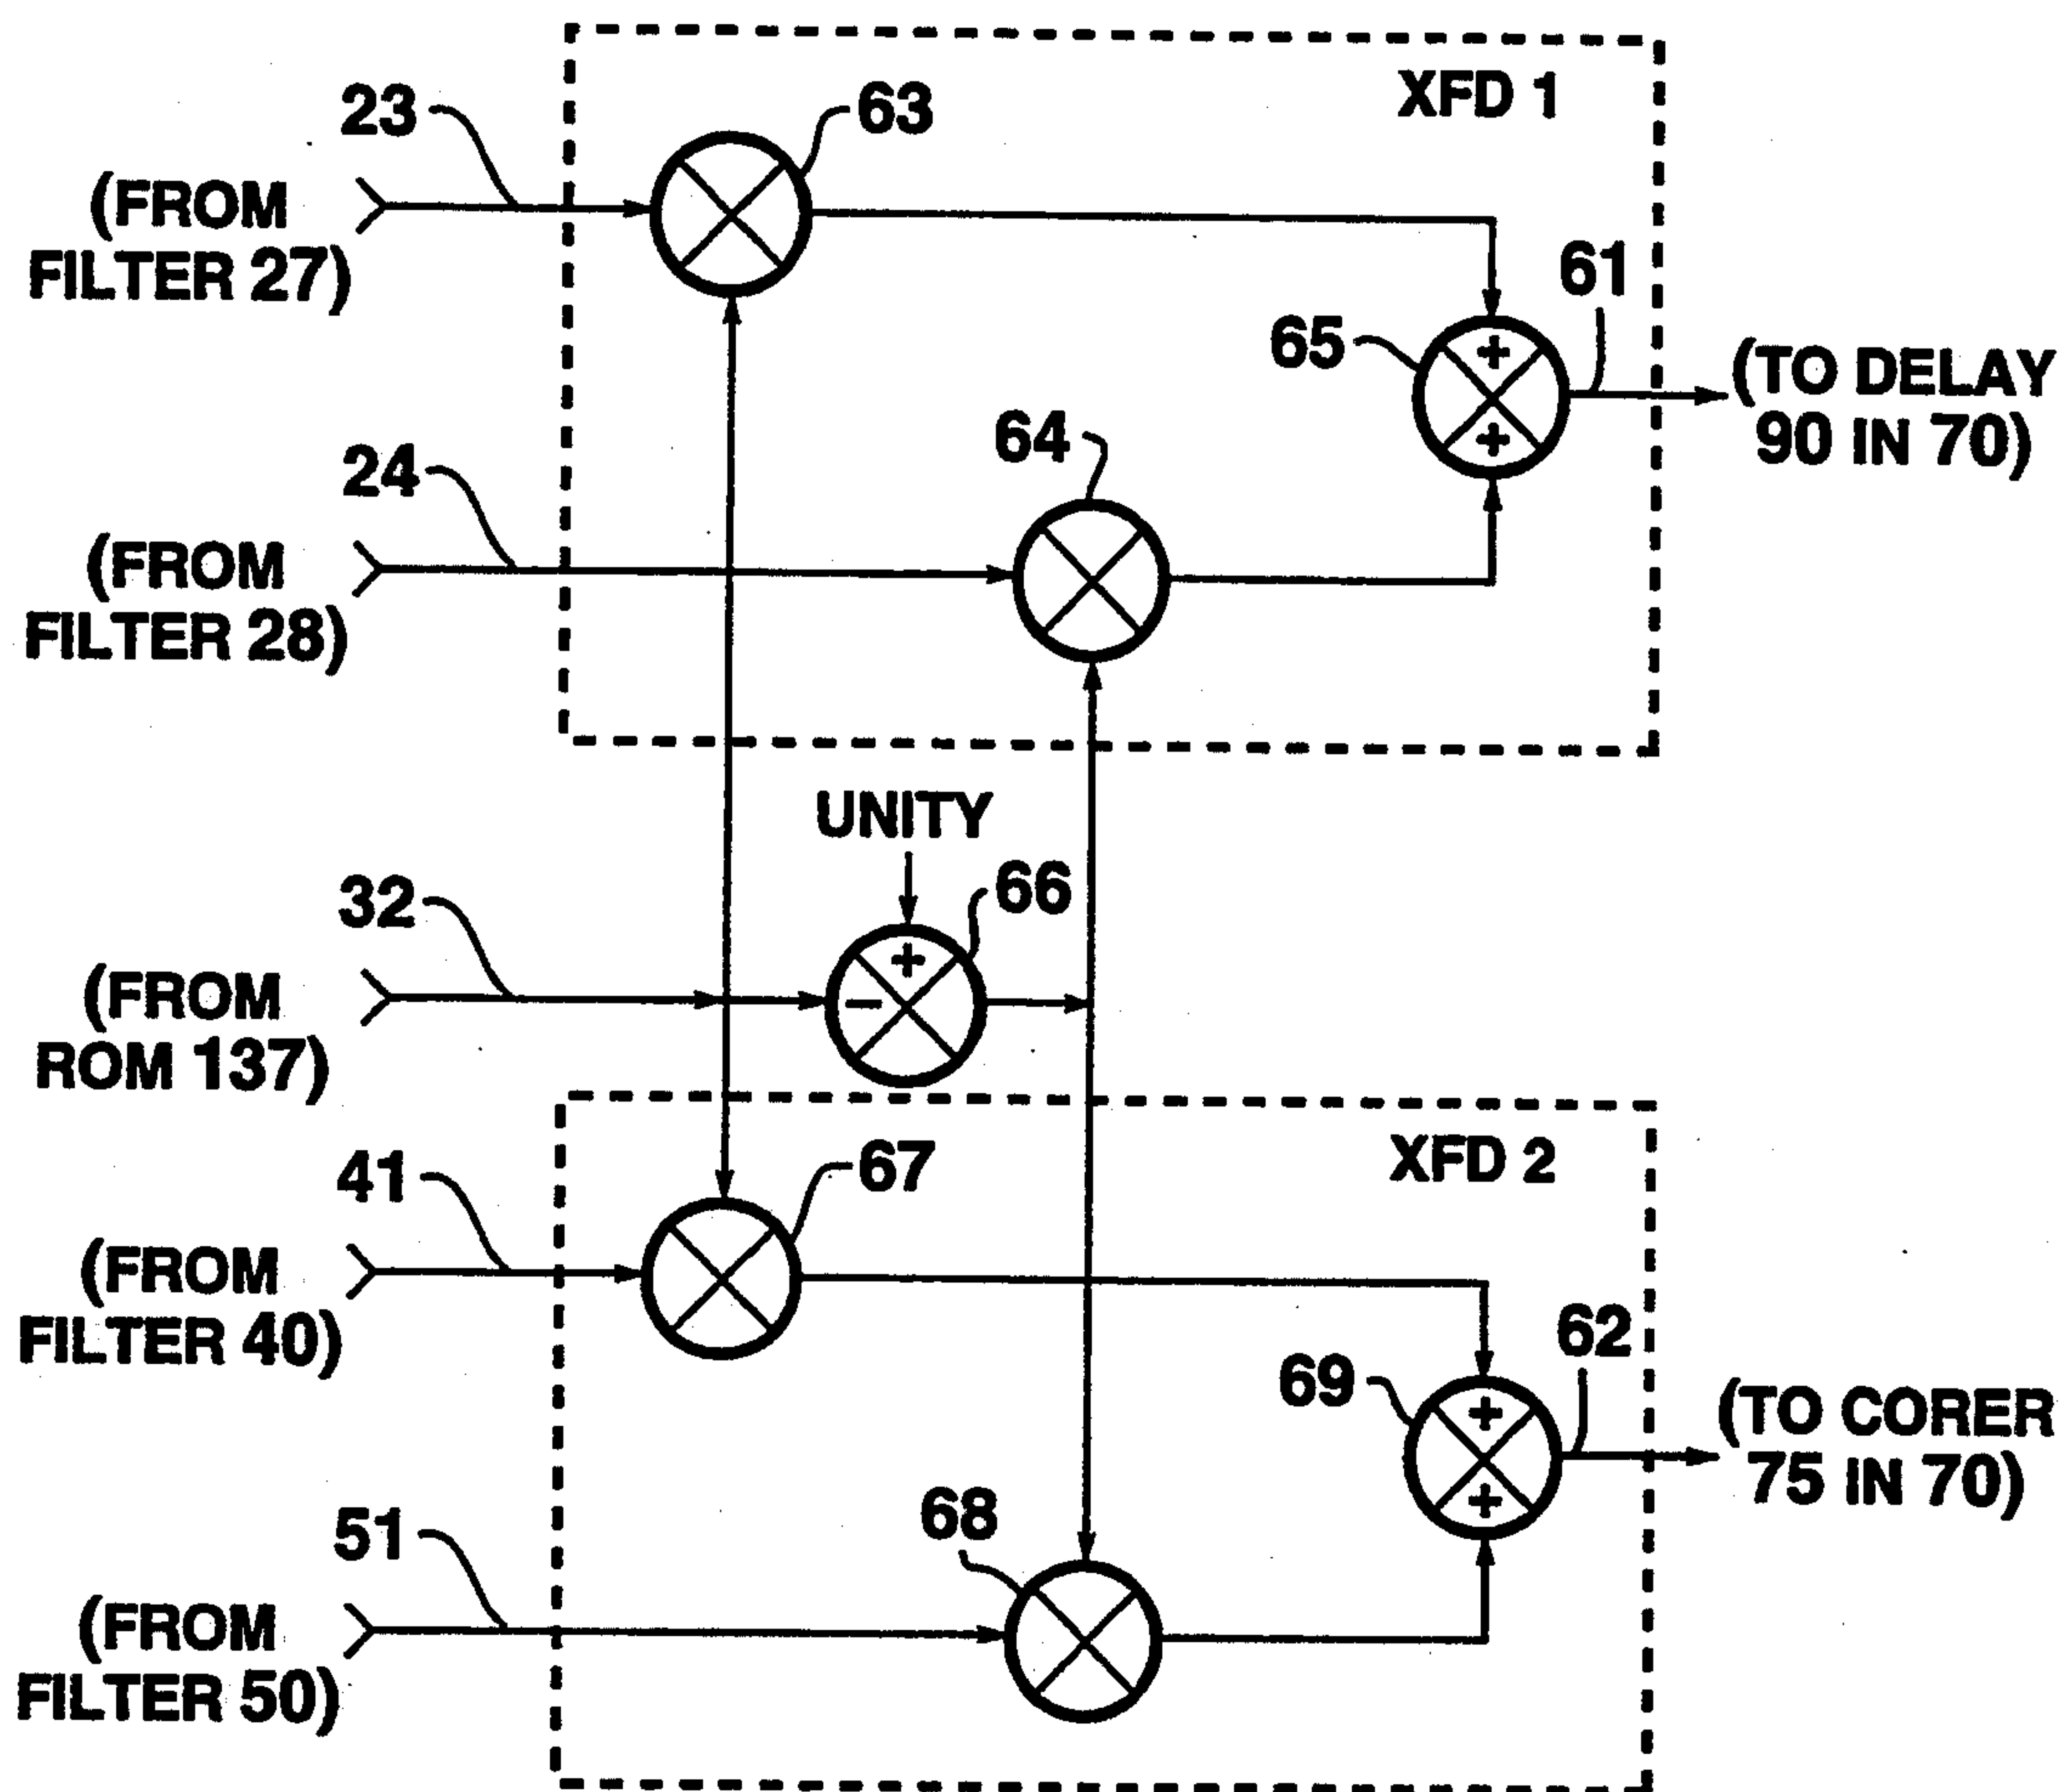 XFD 1
23
63
(FROM
FILTER 27)
61
65
(TO DELAY
90 IN 70)
64
24
(FROM
FILTER 28)
UNITY
+
+
66
32
+
-
(FROM
ROM 137)
XFD 2
41
67
(FROM
FILTER 40)
62
69
+
+
(TO CORER
75 IN 70)
68
51
(FROM
FILTER 50)